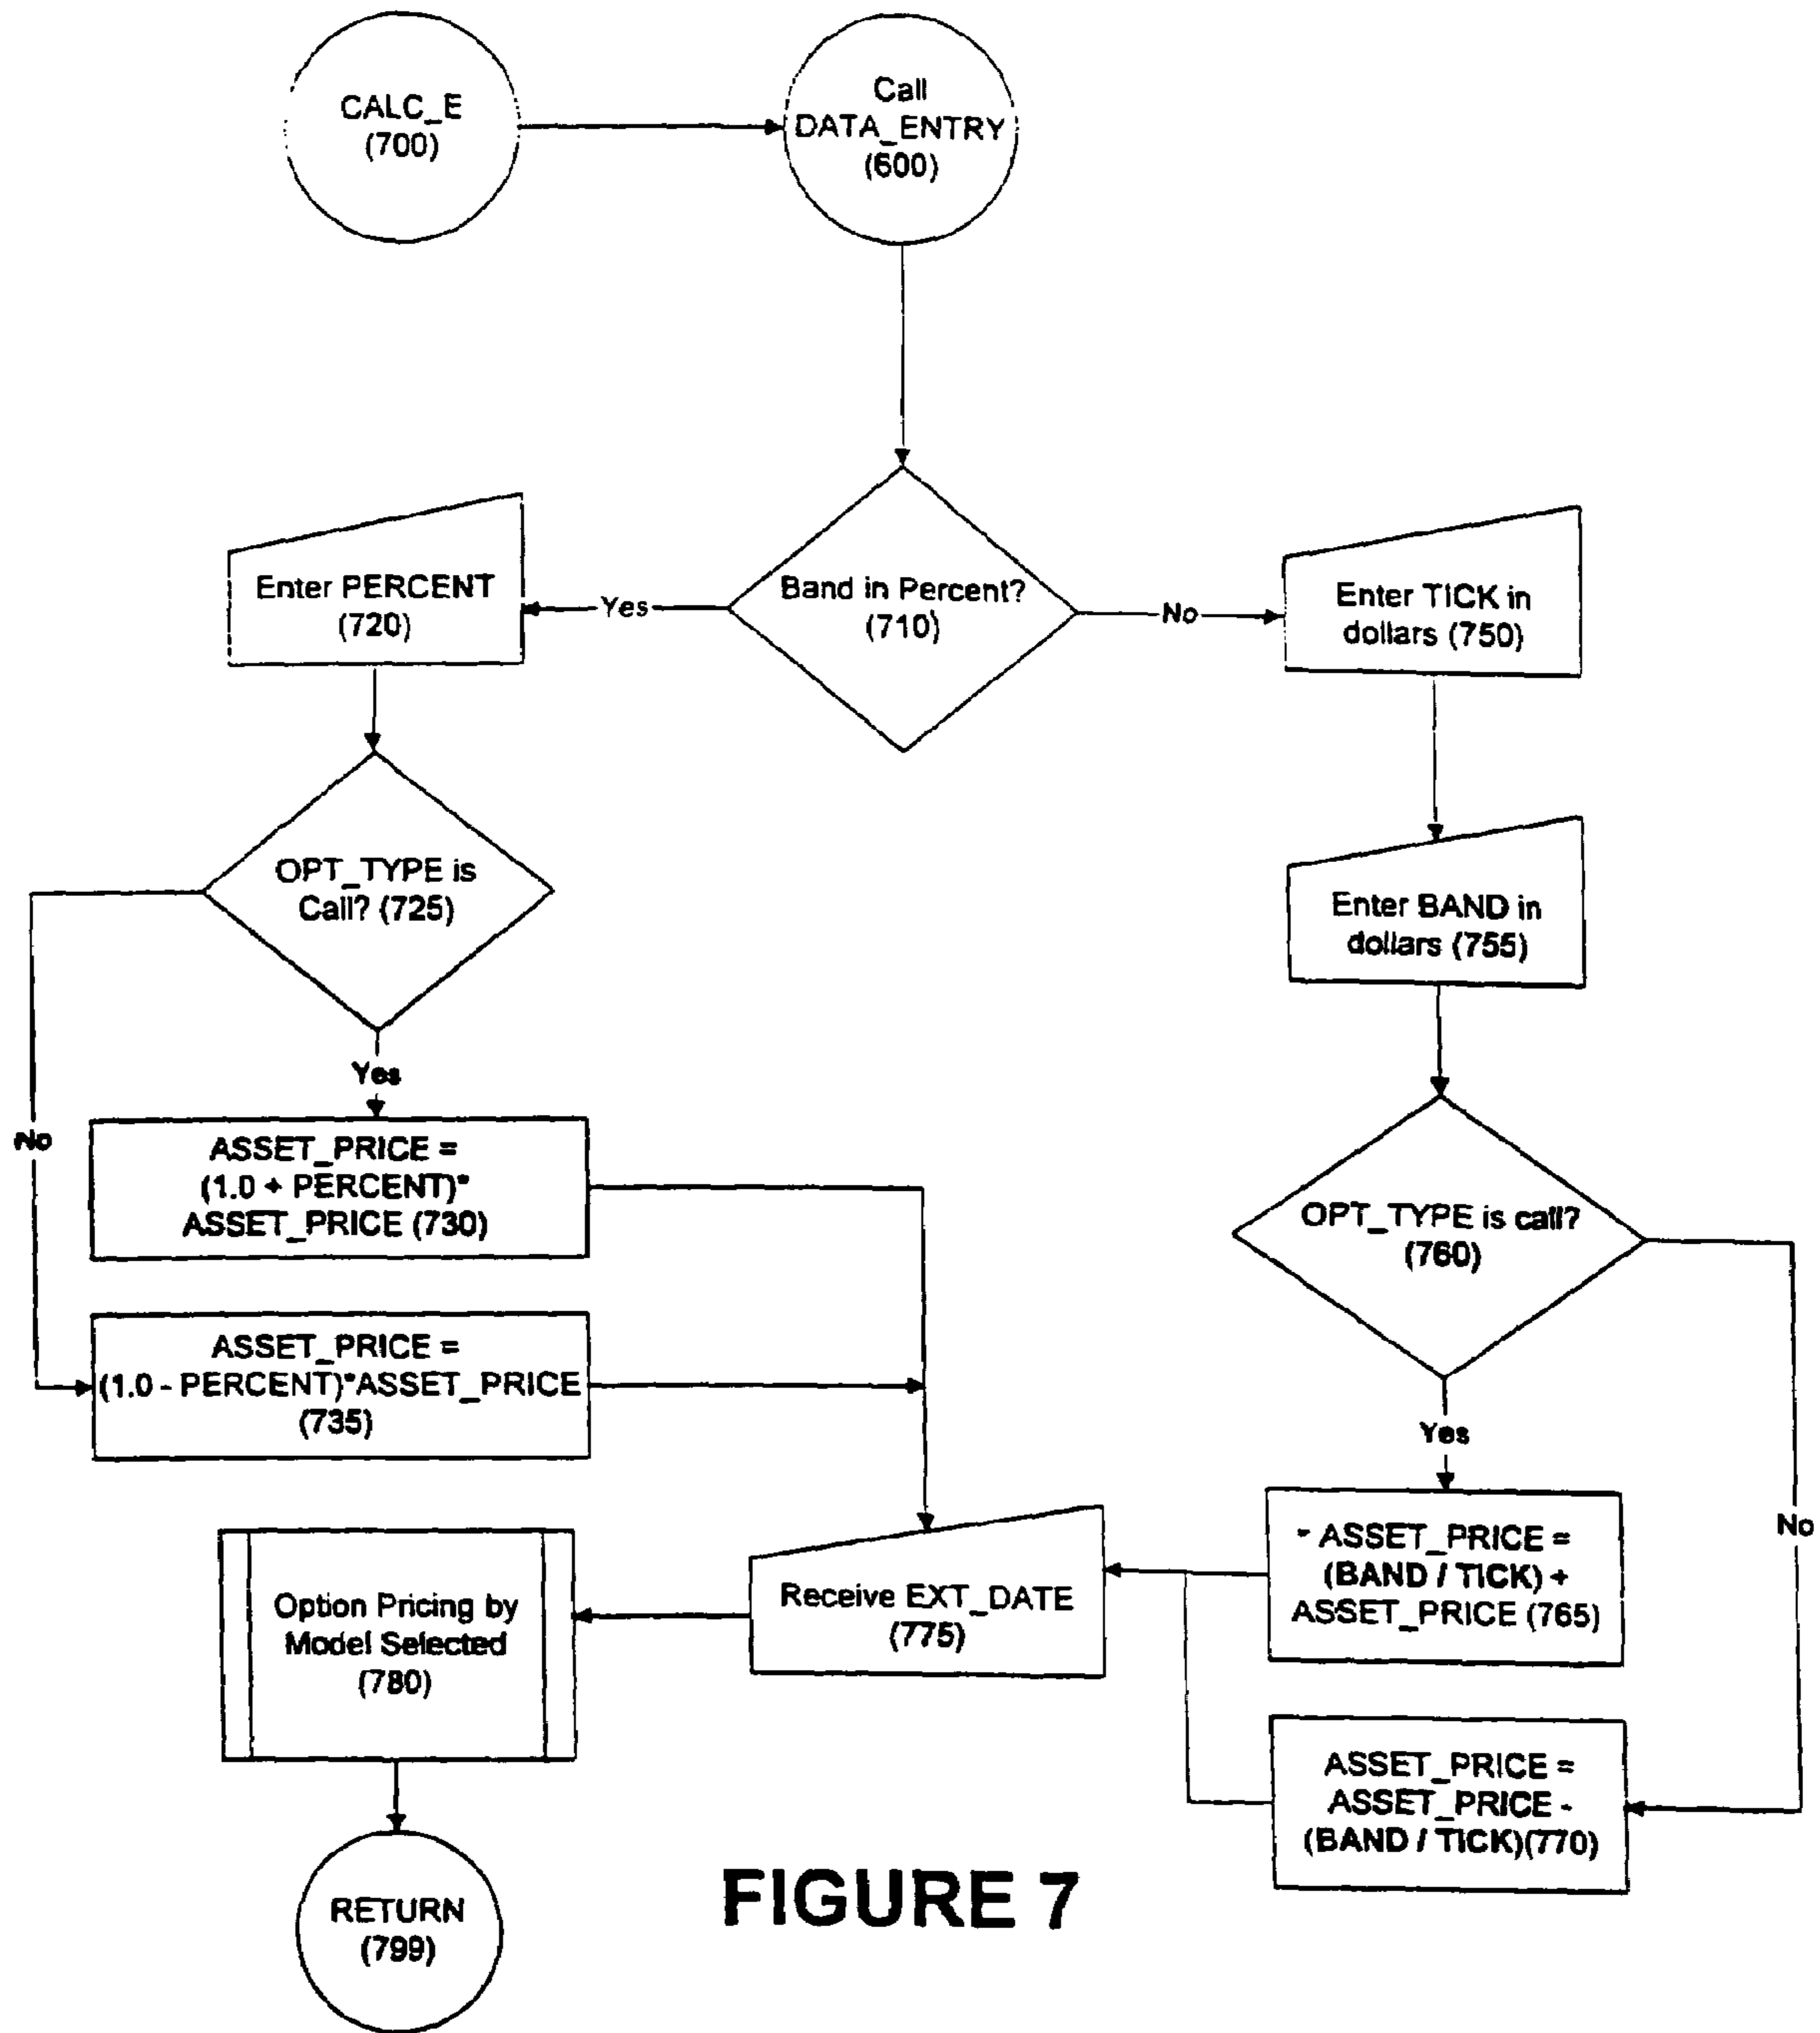 CALC_E
(700)
Call
DATA_ENTRY
(600)
Band in Percent?
(710)
Yes
No
Enter PERCENT
(720)
Enter TICK in
dollars (750)
OPT_TYPE is
Call? (725)
Enter BAND in
dollars (755)
Yes
No
ASSET_PRICE =
(1.0 + PERCENT)*
ASSET_PRICE (730)
OPT_TYPE is call?
(760)
ASSET_PRICE =
(1.0 - PERCENT)*ASSET_PRICE
(735)
Yes
No
ASSET_PRICE =
(BAND / TICK) +
ASSET_PRICE (765)
Receive EXT_DATE
(775)
Option Pricing by
Model Selected
(780)
ASSET_PRICE =
ASSET_PRICE -
(BAND / TICK)(770)
RETURN
(799)
FIGURE 7